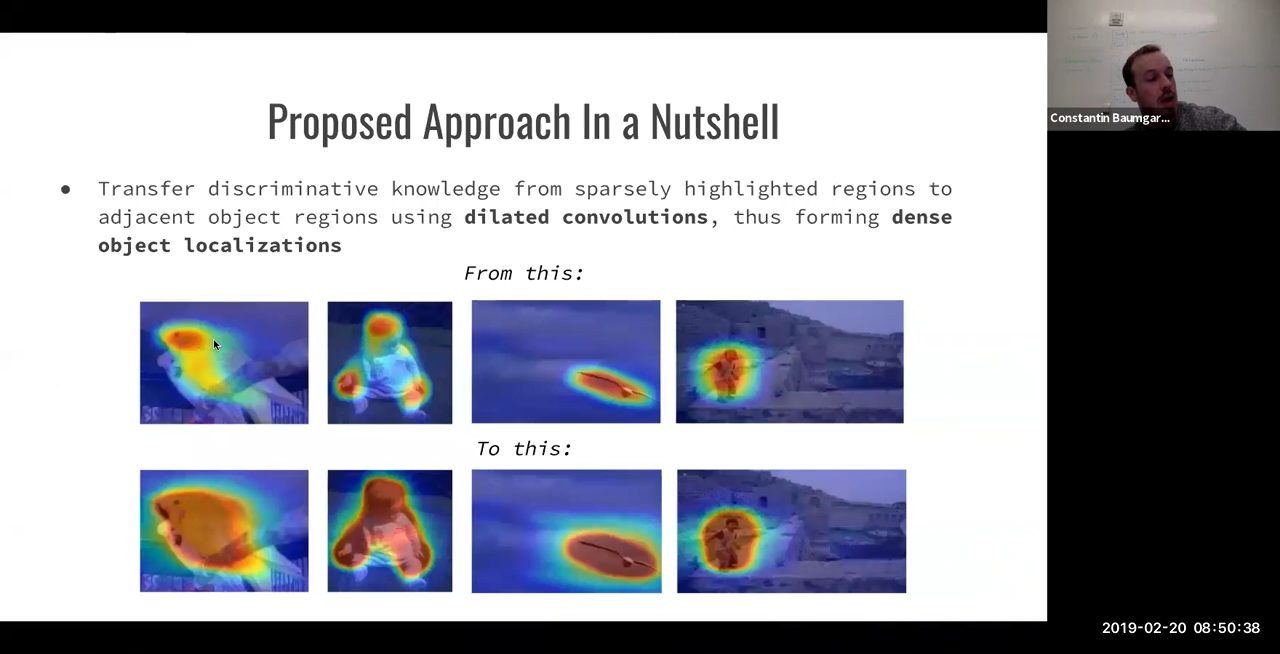 Proposed Approach In a Nutshell
● Transfer discriminative knowledge from sparsely highlighted regions to
adjacent object regions using dilated convolutions, thus forming dense
object localizations
From this:
To this:
Constantin Baumgar...
2019-02-20 08:50:38